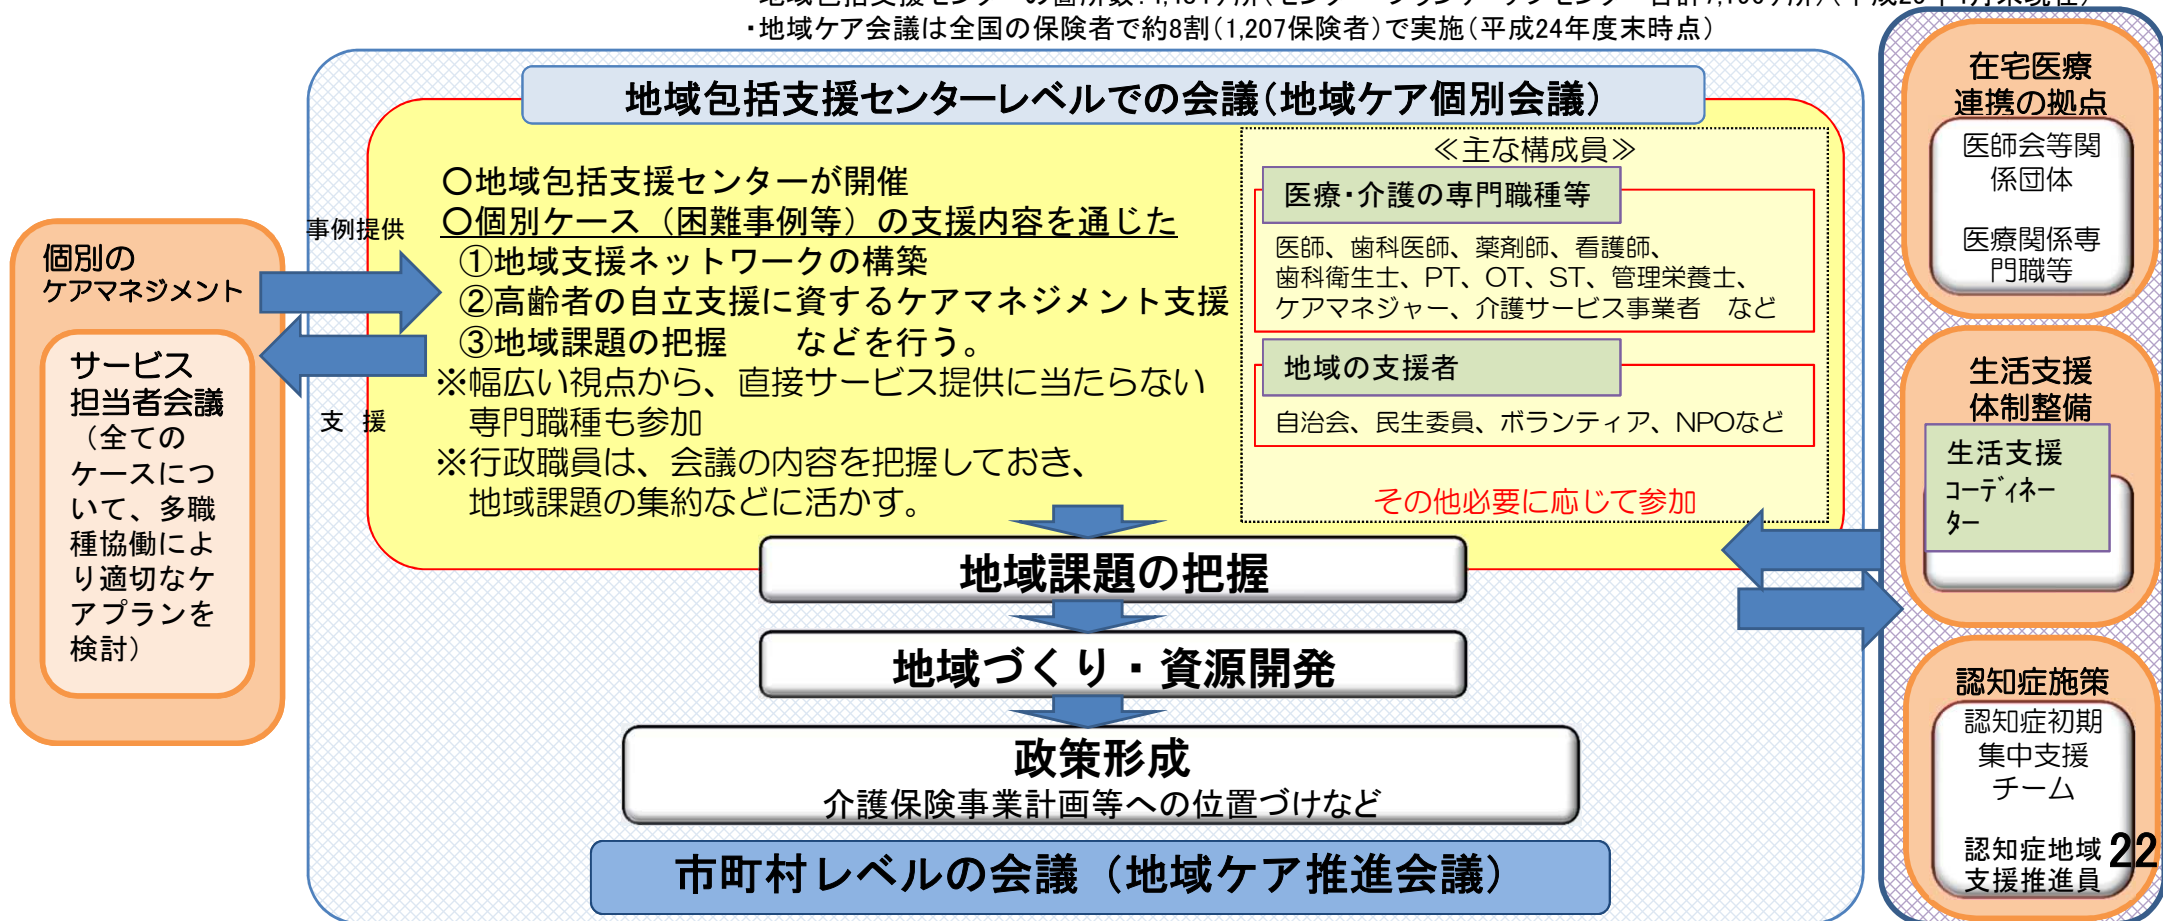 ・地域ケア会議は全国の保険者で約8割(1,207保険者)で実施(平成24年度末時点)
地域包括支援センターレベルでの会議(地域ケア個別会議)
〇地域包括支援センターが開催
〇個別ケース（困難事例等）の支援内容を通じた
①地域支援ネットワークの構築
②高齢者の自立支援に資するケアマネジメント支援
③地域課題の把握　などを行う。
※幅広い視点から、直接サービス提供に当たらない
専門職種も参加
※行政職員は、会議の内容を把握しておき、
地域課題の集約などに活かす。
≪主な構成員≫
医療・介護の専門職種等
医師、歯科医師、薬剤師、看護師、
歯科衛生士、PT、OT、ST、管理栄養士、
ケアマネジャー、介護サービス事業者　など
地域の支援者
自治会、民生委員、ボランティア、NPOなど
その他必要に応じて参加
事例提供
支　援
個別の
ケアマネジメント
サービス
担当者会議
（全ての
ケースにつ
いて、多職
種協働によ
り適切なケ
アプランを
検討）
地域課題の把握
地域づくり・資源開発
政策形成
介護保険事業計画等への位置づけなど
市町村レベルの会議（地域ケア推進会議）
在宅医療
連携の拠点
医師会等関
係団体
医療関係専
門職等
生活支援
体制整備
生活支援
コーディネー
ター
認知症施策
認知症初期
集中支援
チーム
認知症地域
支援推進員
22